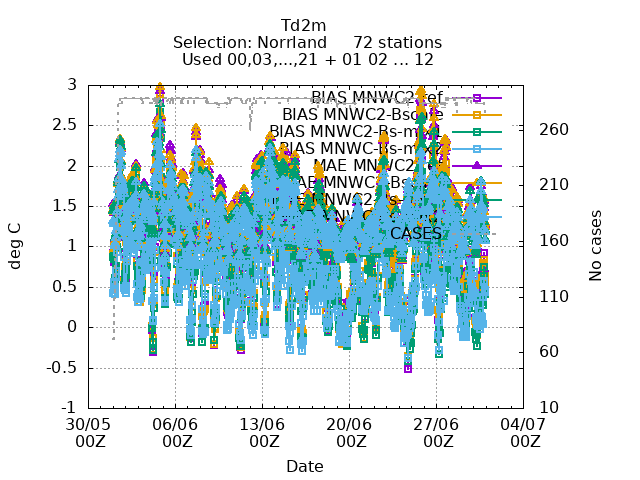 Td2m
Selection: Norrland 72 stations
Used 00,03,...,21 + 01 02 ... 12
3
2.5
2
1.5
1
0.5
0
-0.5
-1
deg C
BIAS MNWC2
BIAS MNWC2
BIAS MNWC2
MAE MNWC2
CASES
260
210
160
110
60
10
No cases
30/05 06/06 13/06 20/06 27/06 04/07
00Z 00Z 00Z 00Z 00Z 00Z
Date